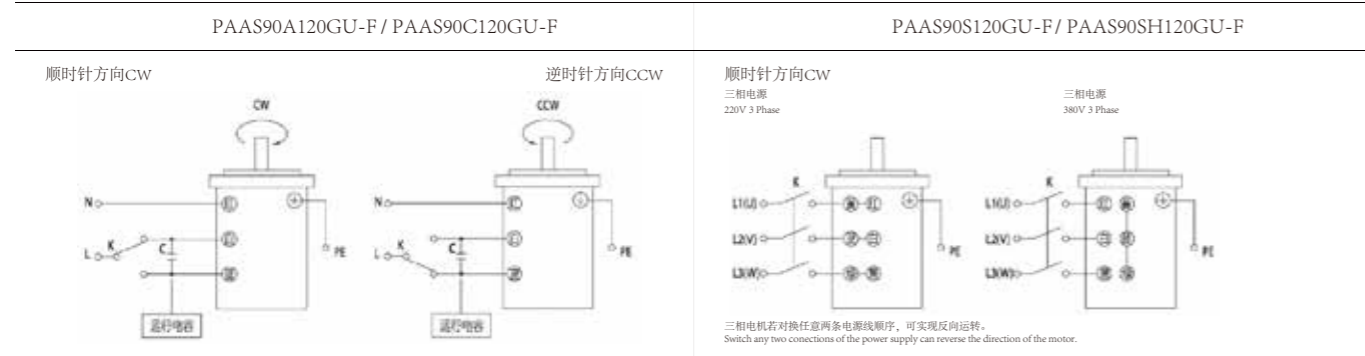 PAAS90A120GU-F / PAAS90C120GU-F
PAAS90S120GU-F / PAAS90SH120GU-F
顺时针方向CW
逆时针方向CCW
CW
CCW
N
L
K
C
红
PE
运行电容
N
L
K
C
红
PE
顺时针方向CW
三相电源
220V 3 Phase
三相电源
380V 3 Phase
K
L1(U)
L2(V)
L3(W)
红
PE
K
L1(U)
L2(V)
L3(W)
红
PE
三相电机若对换任意两条电源线顺序，可实现反向运转。
Switch any two conections of the power supply can reverse the direction of the motor.